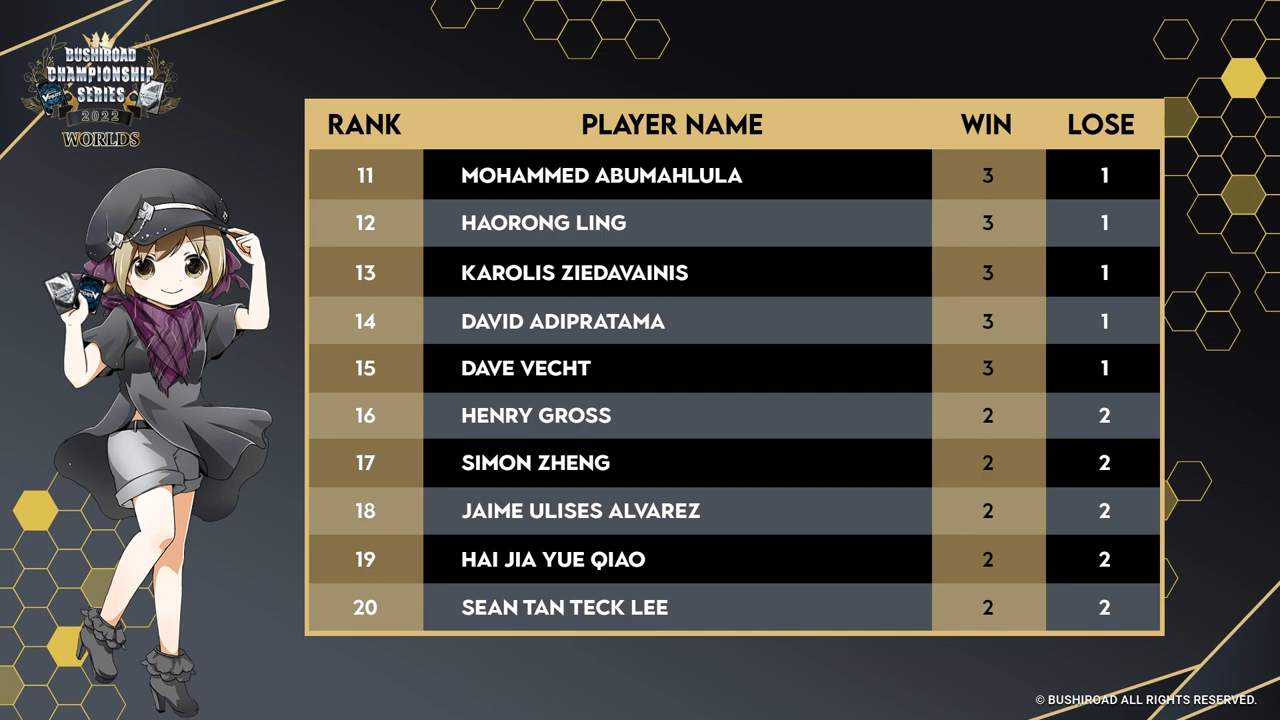 BUSHIROAD
CHAMPIONSHIP
SERIES
2022
WORLDS
RANK PLAYER NAME WIN LOSE
11 MOHAMMED ABUMAHLULA 3 1
12 HAORONG LING 3 1
13 KAROLIS ZIEDAVAINIS 3 1
14 DAVID ADIPRATAMA 3 1
15 DAVE VECHT 3 1
16 HENRY GROSS 2 2
17 SIMON ZHENG 2 2
18 JAIME ULISES ALVAREZ 2 2
19 HAI JIA YUE QIAO 2 2
20 SEAN TAN TECK LEE 2 2
© BUSHIROAD ALL RIGHTS RESERVED.